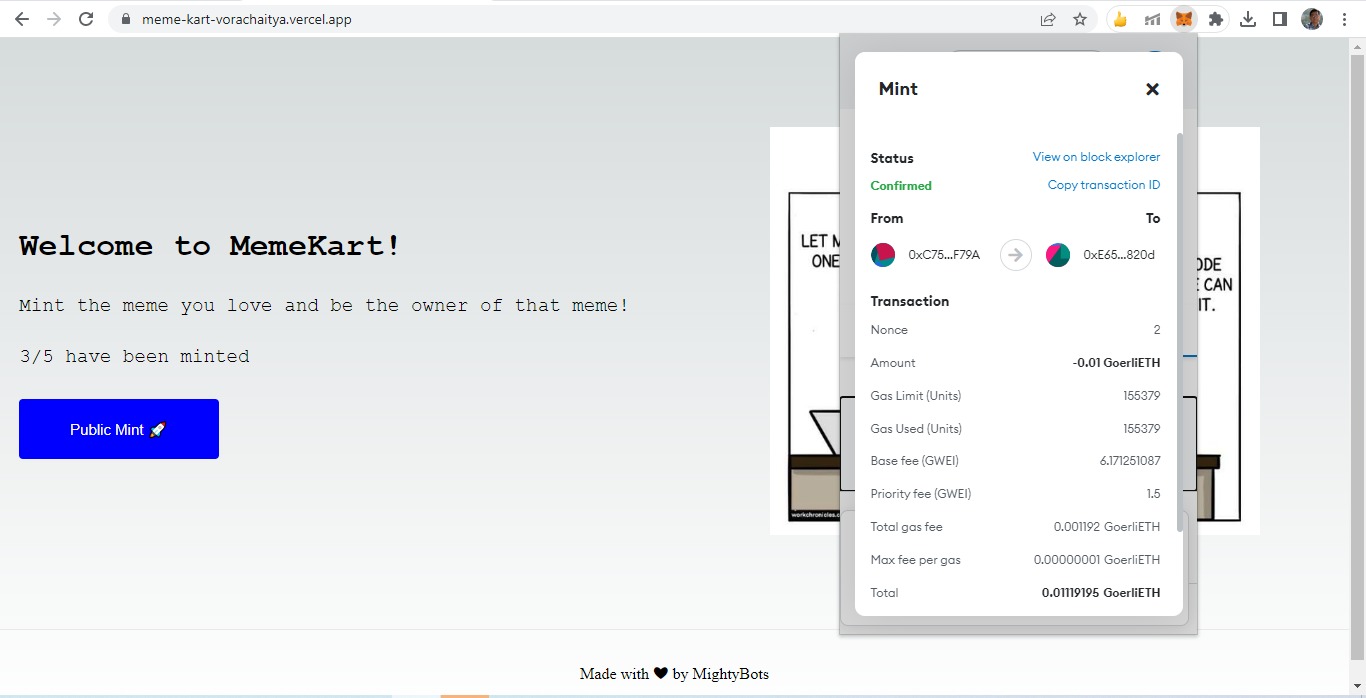 meme-kart-vorachaitya.vercel.app
Welcome to MemeKart!
Mint the meme you love and be the owner of that meme!
3/5 have been minted
Public Mint 🚀
LET
ONE
CAN
IT.
workchronicles.c
Mint
Status View on block explorer
Confirmed Copy transaction ID
From To
0xC75...F79A 0xE65...820d
Transaction
Nonce 2
Amount -0.01 GoerliETH
Gas Limit (Units) 155379
Gas Used (Units) 155379
Base fee (GWEI) 6.171251087
Priority fee (GWEI) 1.5
Total gas fee 0.001192 GoerliETH
Max fee per gas 0.00000001 GoerliETH
Total 0.01119195 GoerliETH
Made with ❤ by MightyBots